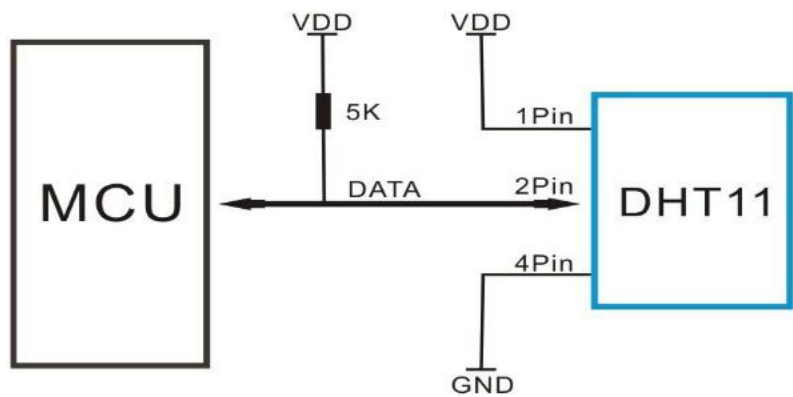 VDD
VDD
5K
1Pin
MCU
DATA
2Pin
DHT11
4Pin
GND